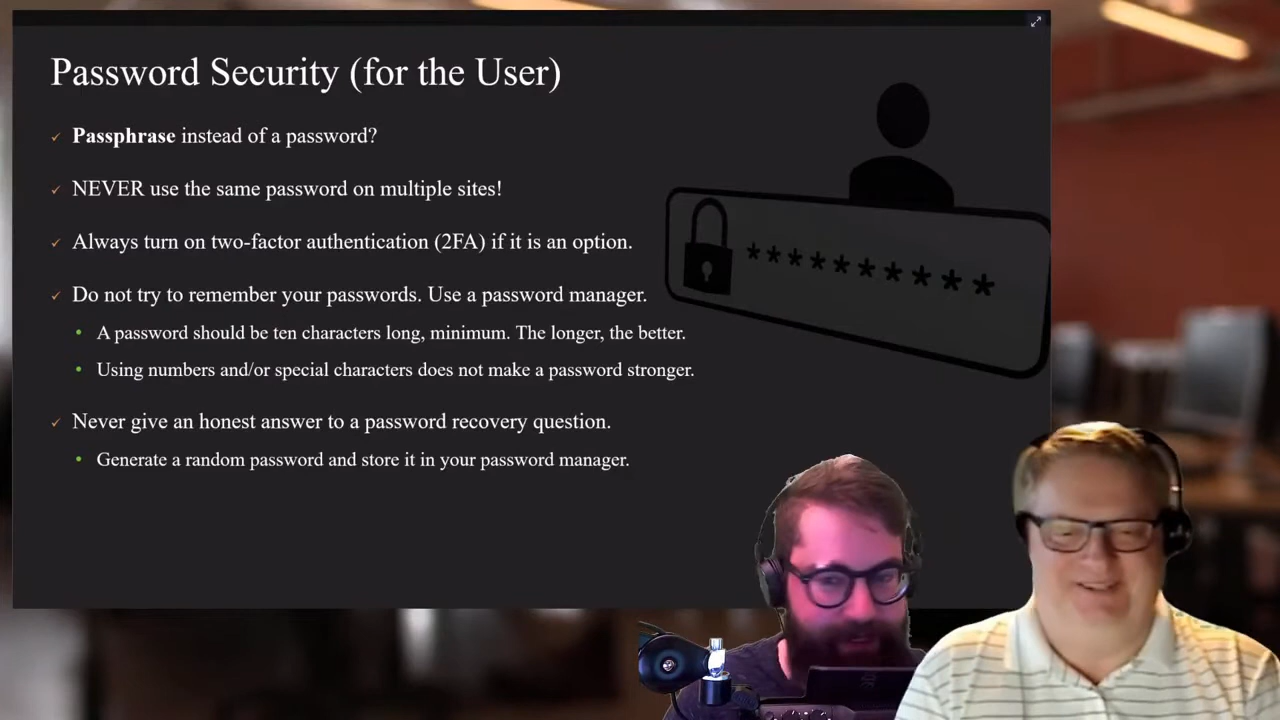 Password Security (for the User)
✓ Passphrase instead of a password?
✓ NEVER use the same password on multiple sites!
✓ Always turn on two-factor authentication (2FA) if it is an option.
✓ Do not try to remember your passwords. Use a password manager.
• A password should be ten characters long, minimum. The longer, the better.
• Using numbers and/or special characters does not make a password stronger.
✓ Never give an honest answer to a password recovery question.
• Generate a random password and store it in your password manager.
**********